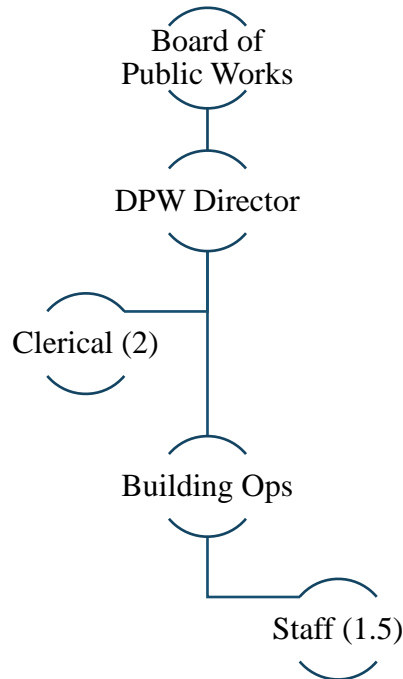 Board of
Public Works
DPW Director
Clerical (2)
Building Ops
Staff (1.5)